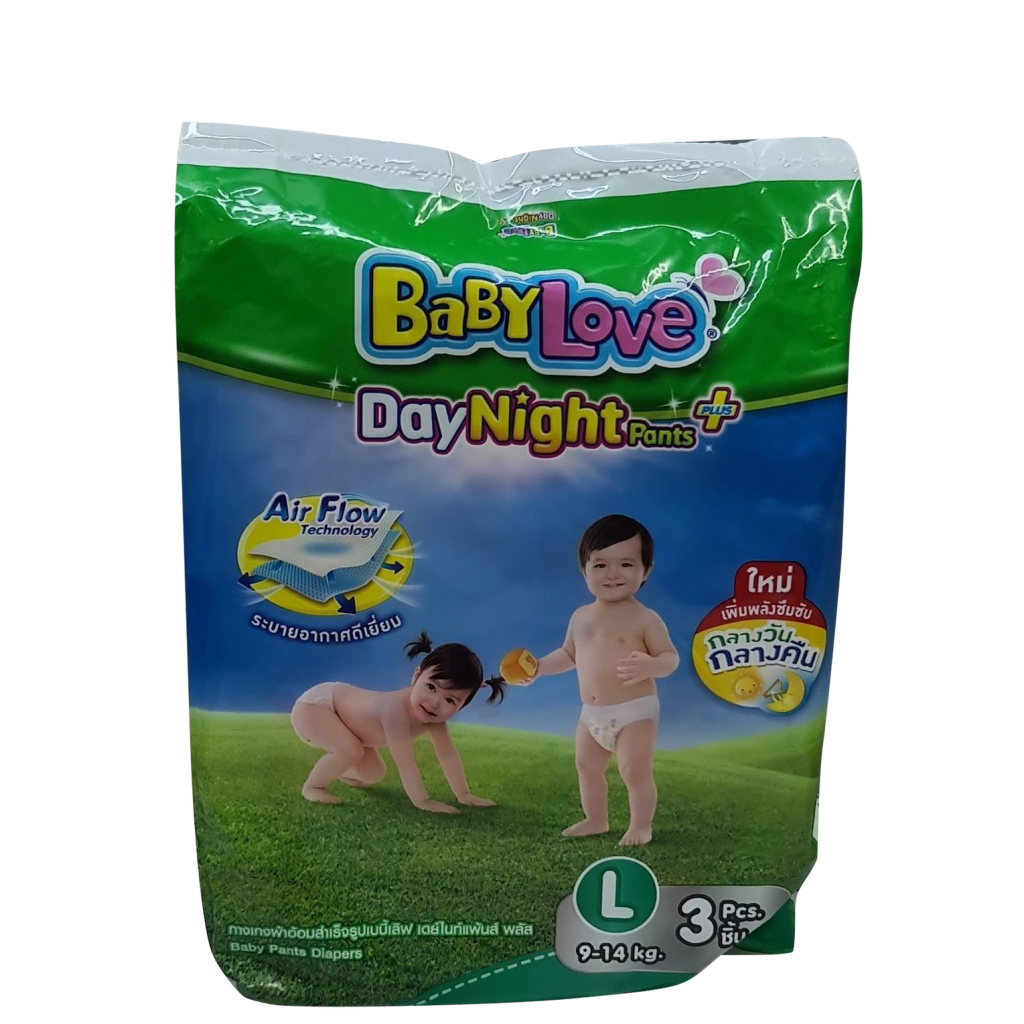 BaBYLove
®
DayNight Pants PLUS
Air Flow
Technology
ระบายอากาศดีเยี่ยม
ใหม่
เพิ่มพลังซึมซับ
กลางวัน
กลางคืน
L
9-14 kg.
3 Pcs.
ชิ้น
กางเกงผ้าอ้อมสำเร็จรูปเบบี้เลิฟ เดย์ไนท์แพ้นส์ พลัส
Baby Pants Diapers